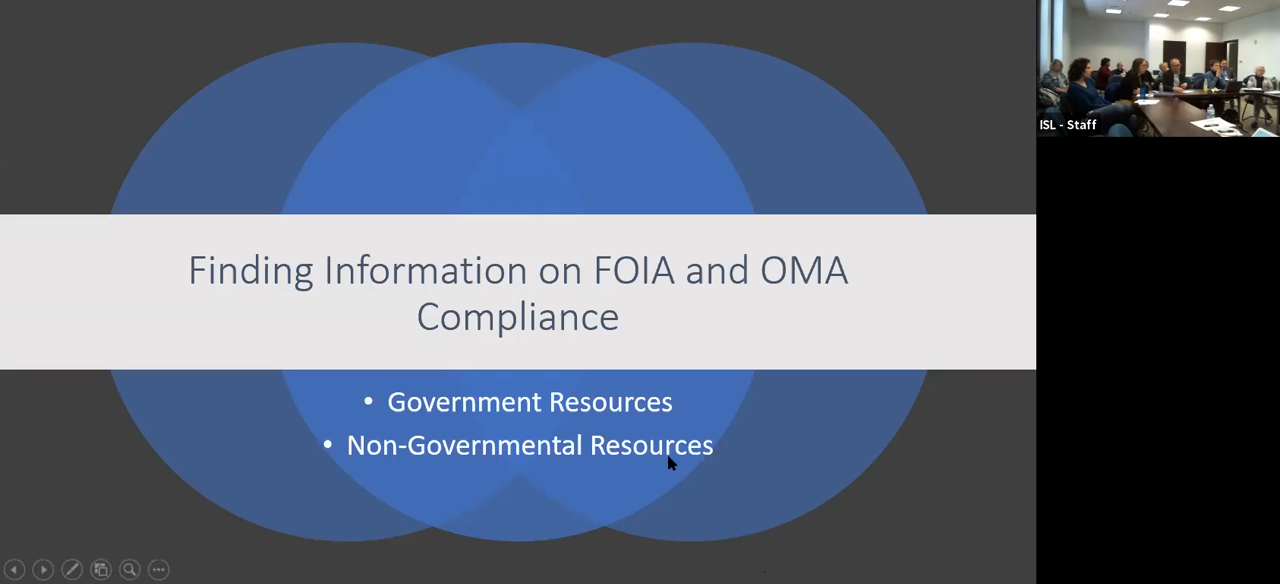 Finding Information on FOIA and OMA
Compliance
• Government Resources
• Non-Governmental Resources
ISL - Staff